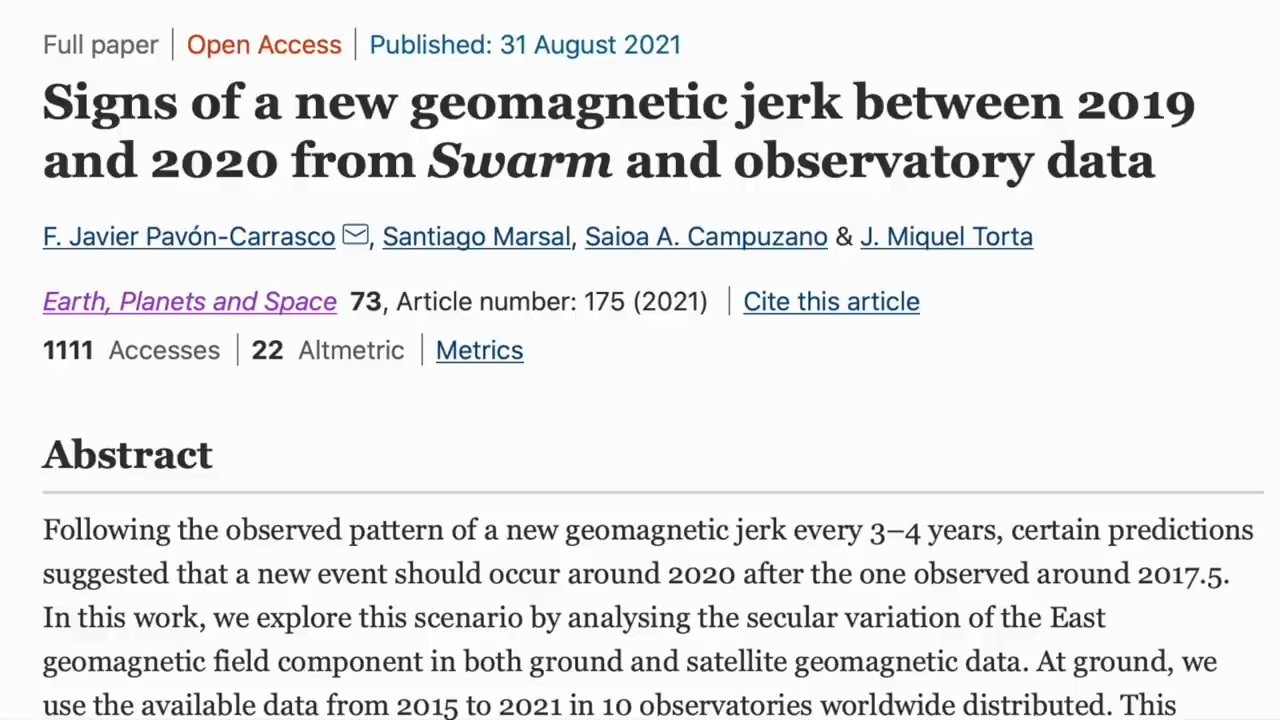 Full paper | Open Access | Published: 31 August 2021
Signs of a new geomagnetic jerk between 2019
and 2020 from Swarm and observatory data
F. Javier Pavón-Carrasco, Santiago Marsal, Saioa A. Campuzano & J. Miquel Torta
Earth, Planets and Space 73, Article number: 175 (2021) | Cite this article
1111 Accesses | 22 Altmetric | Metrics
Abstract
Following the observed pattern of a new geomagnetic jerk every 3–4 years, certain predictions
suggested that a new event should occur around 2020 after the one observed around 2017.5.
In this work, we explore this scenario by analysing the secular variation of the East
geomagnetic field component in both ground and satellite geomagnetic data. At ground, we
use the available data from 2015 to 2021 in 10 observatories worldwide distributed. This